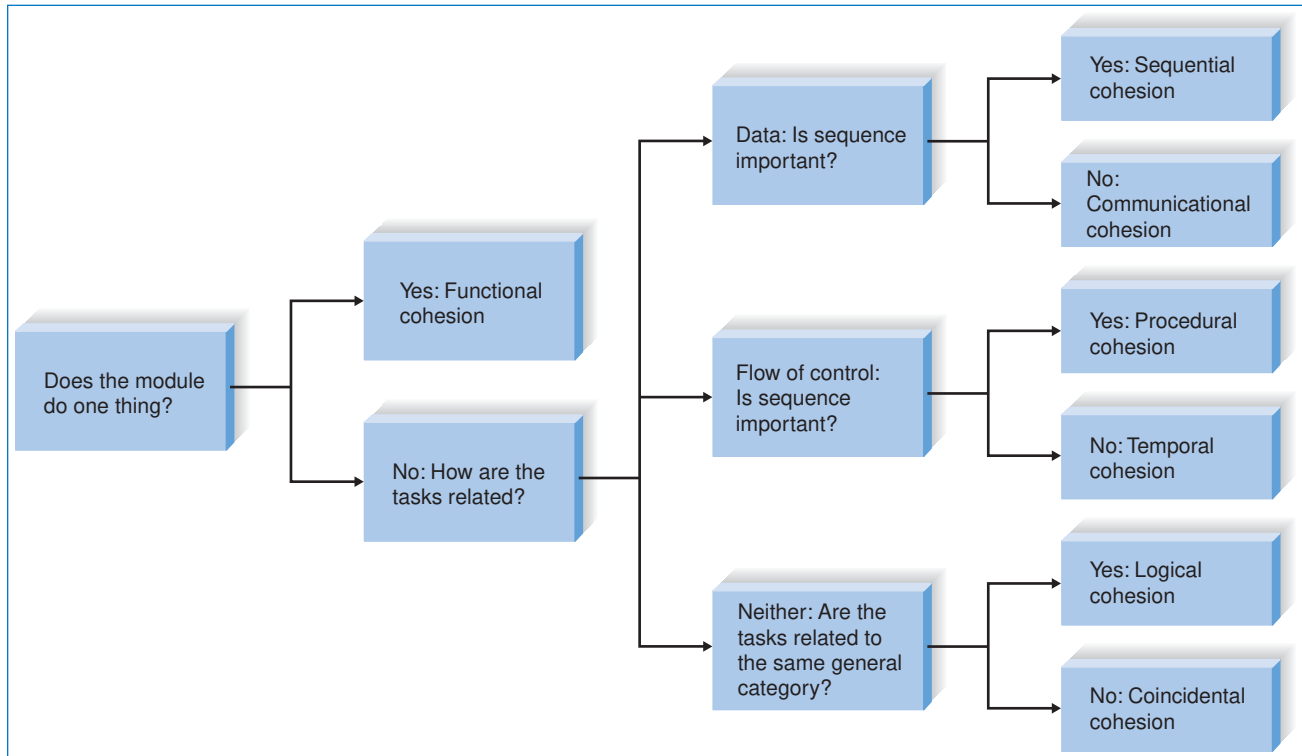 Does the module
do one thing?
Yes: Functional
cohesion
No: How are the
tasks related?
Data: Is sequence
important?
Flow of control:
Is sequence
important?
Neither: Are the
tasks related to
the same general
category?
Yes: Sequential
cohesion
No:
Communicational
cohesion
Yes: Procedural
cohesion
No: Temporal
cohesion
Yes: Logical
cohesion
No: Coincidental
cohesion